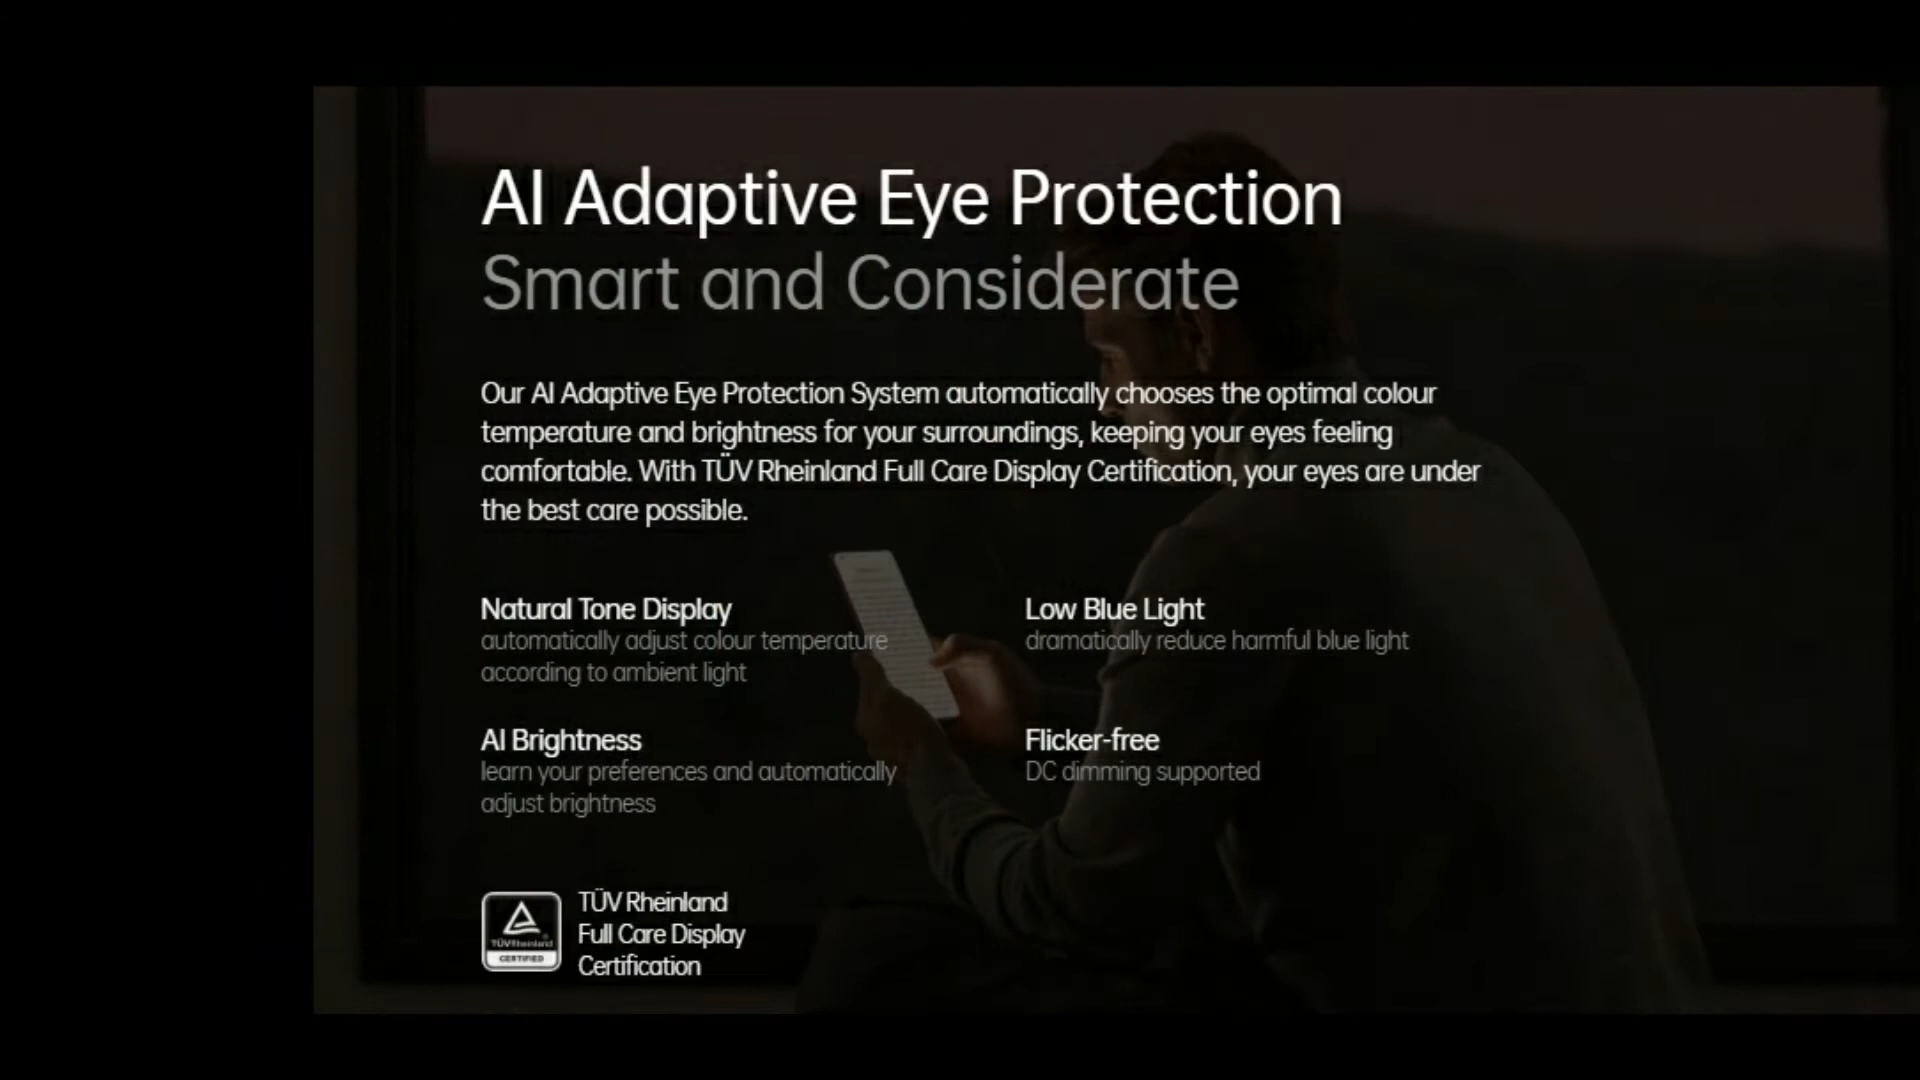 AI Adaptive Eye Protection
Smart and Considerate
Our AI Adaptive Eye Protection System automatically chooses the optimal colour
temperature and brightness for your surroundings, keeping your eyes feeling
comfortable. With TÜV Rheinland Full Care Display Certification, your eyes are under
the best care possible.
Natural Tone Display
automatically adjust colour temperature
according to ambient light
Low Blue Light
dramatically reduce harmful blue light
AI Brightness
learn your preferences and automatically
adjust brightness
Flicker-free
DC dimming supported
TÜVRheinland
CERTIFIED
TÜV Rheinland
Full Care Display
Certification